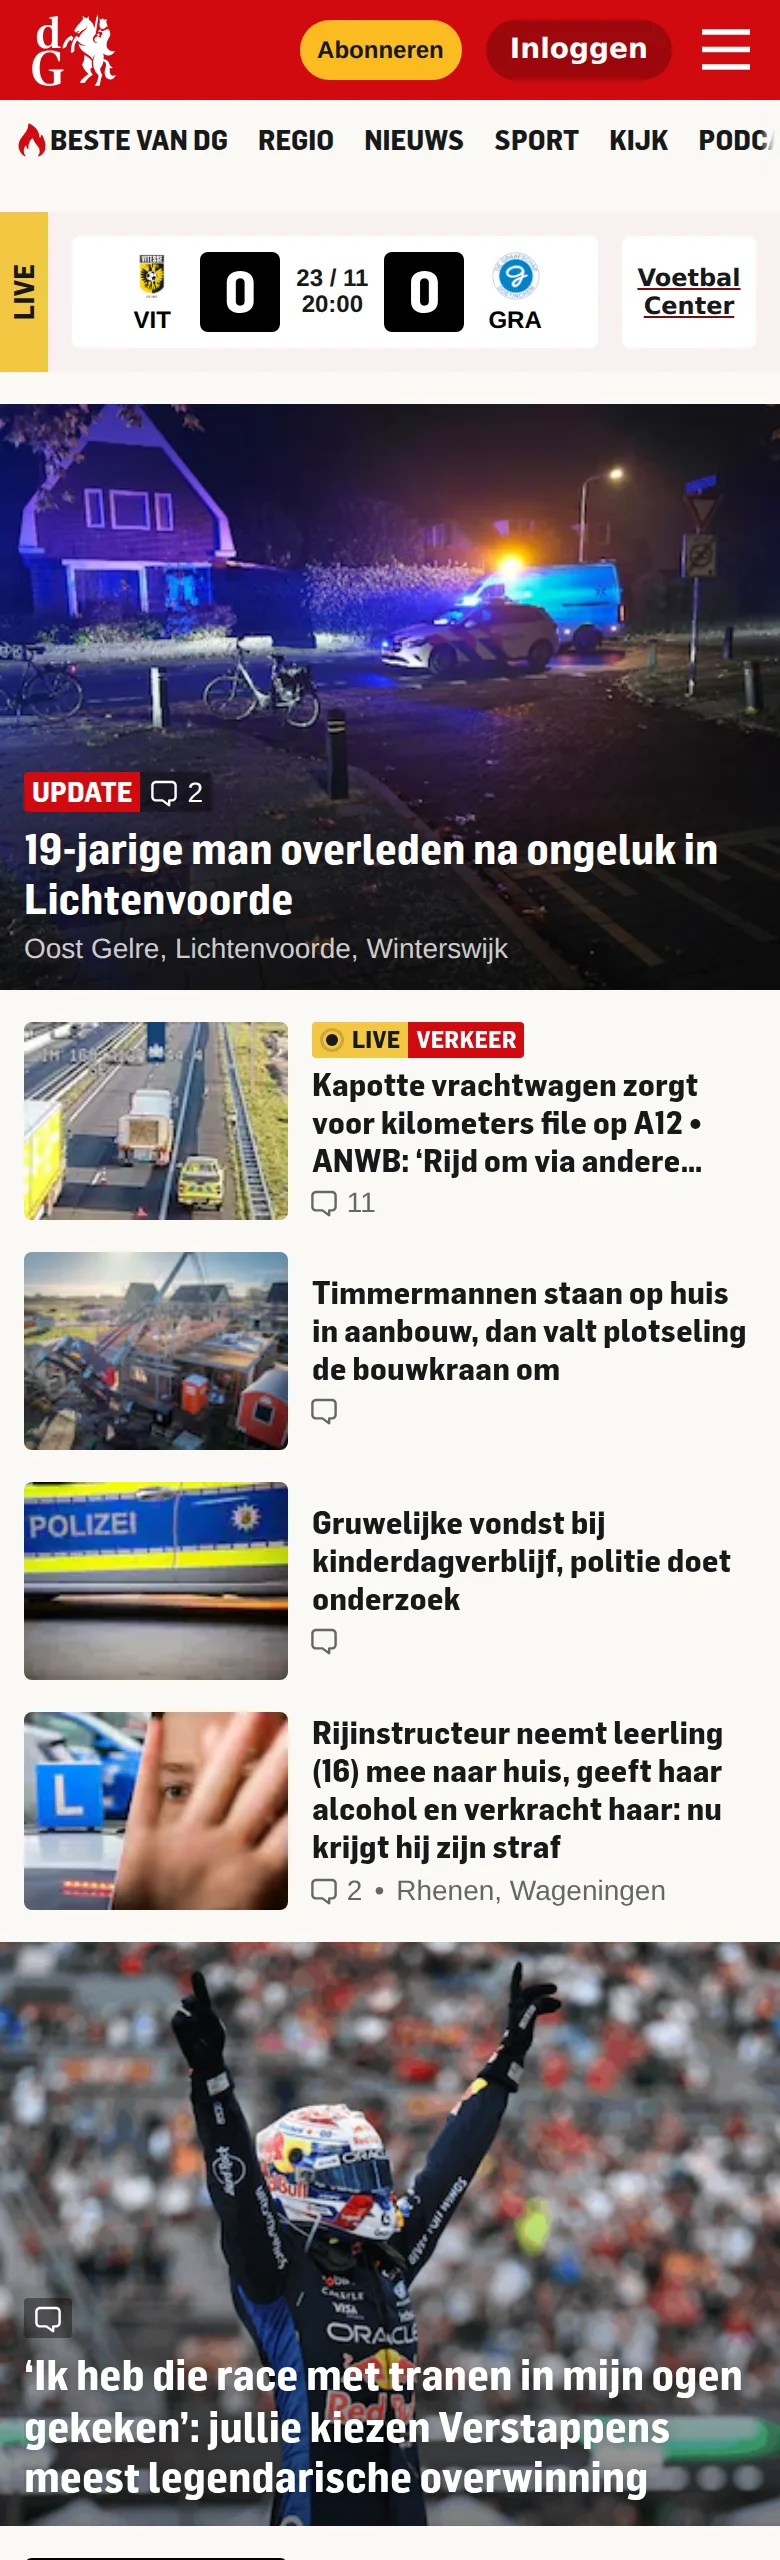 dG
Abonneren
Inloggen
BESTE VAN DG REGIO NIEUWS SPORT KIJK PODCA
LIVE
VITESSE
VIT
0
23 / 11
20:00
0
GRA
Voetbal
Center
UPDATE 2
19-jarige man overleden na ongeluk in
Lichtenvoorde
Oost Gelre, Lichtenvoorde, Winterswijk
LIVE VERKEER
Kapotte vrachtwagen zorgt
voor kilometers file op A12 •
ANWB: ‘Rijd om via andere...
11
Timmermannen staan op huis
in aanbouw, dan valt plotseling
de bouwkraan om
POLIZEI
Gruwelijke vondst bij
kinderdagverblijf, politie doet
onderzoek
L
Rijinstructeur neemt leerling
(16) mee naar huis, geeft haar
alcohol en verkracht haar: nu
krijgt hij zijn straf
2 • Rhenen, Wageningen
ORACLE
VISA
ORACLE
Red
‘Ik heb die race met tranen in mijn ogen
gekeken’: jullie kiezen Verstappens
meest legendarische overwinning